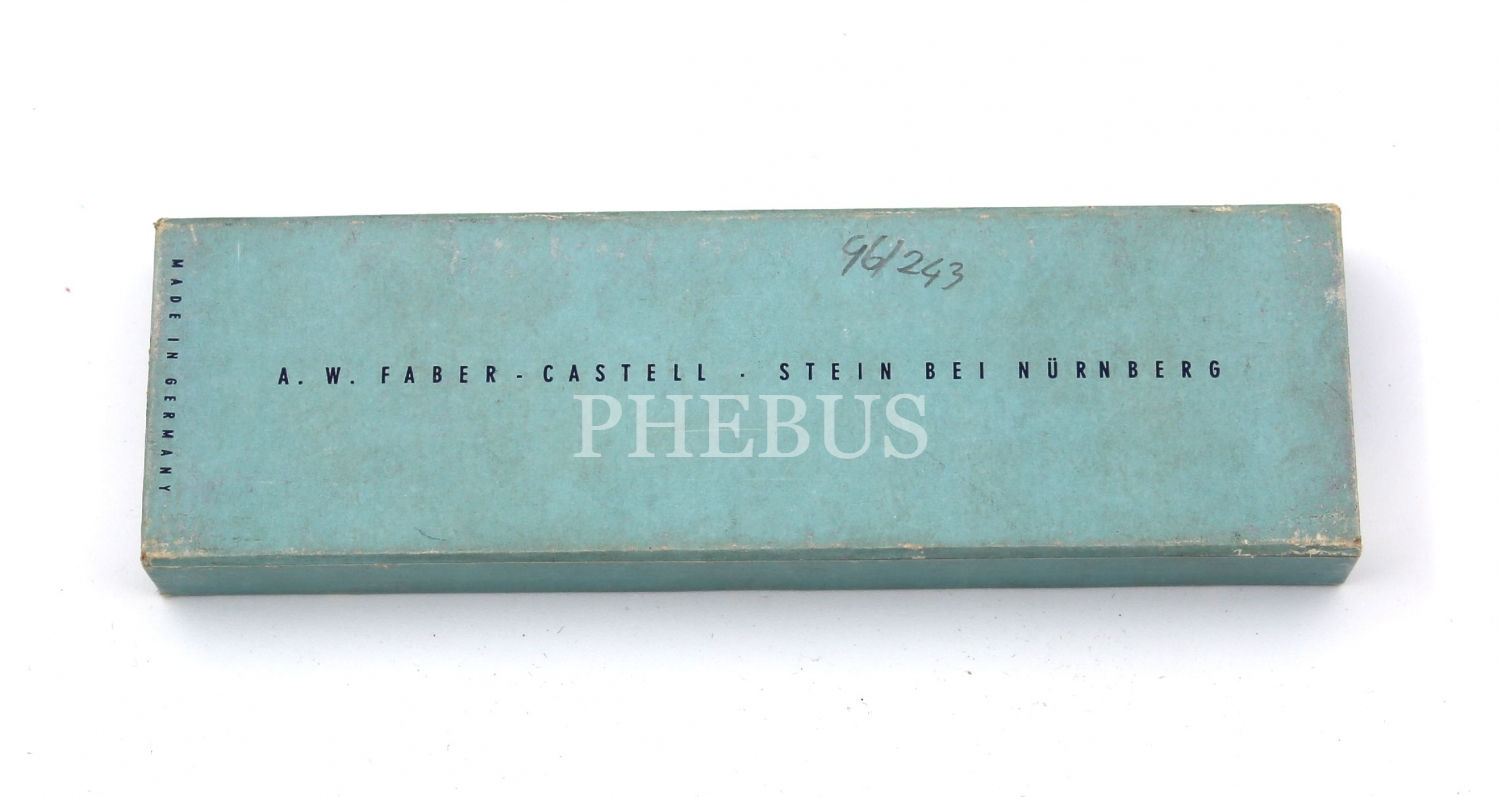 96/243
MADE IN GERMANY
A. W. FABER-CASTELL · STEIN BEI NÜRNBERG
PHEBUS